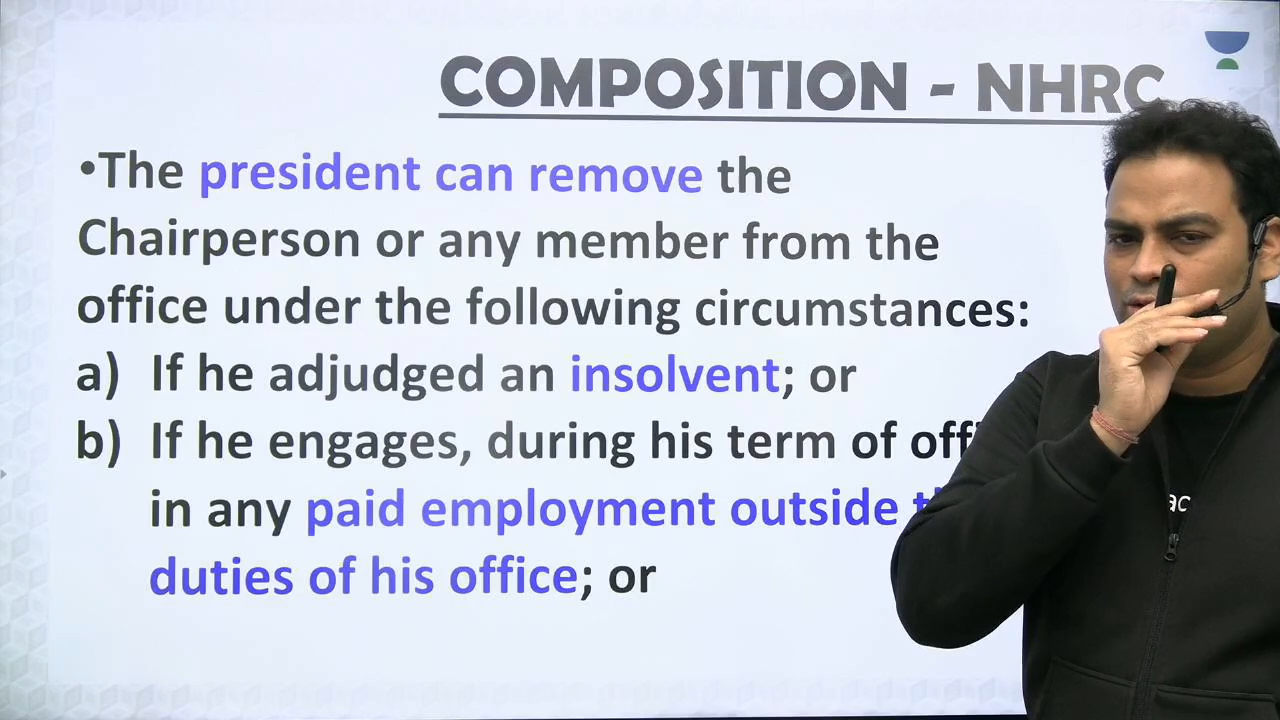 COMPOSITION - NHRC
•The president can remove the
Chairperson or any member from the
office under the following circumstances:
a) If he adjudged an insolvent; or
b) If he engages, during his term of
in any paid employment outside
duties of his office; or
ac